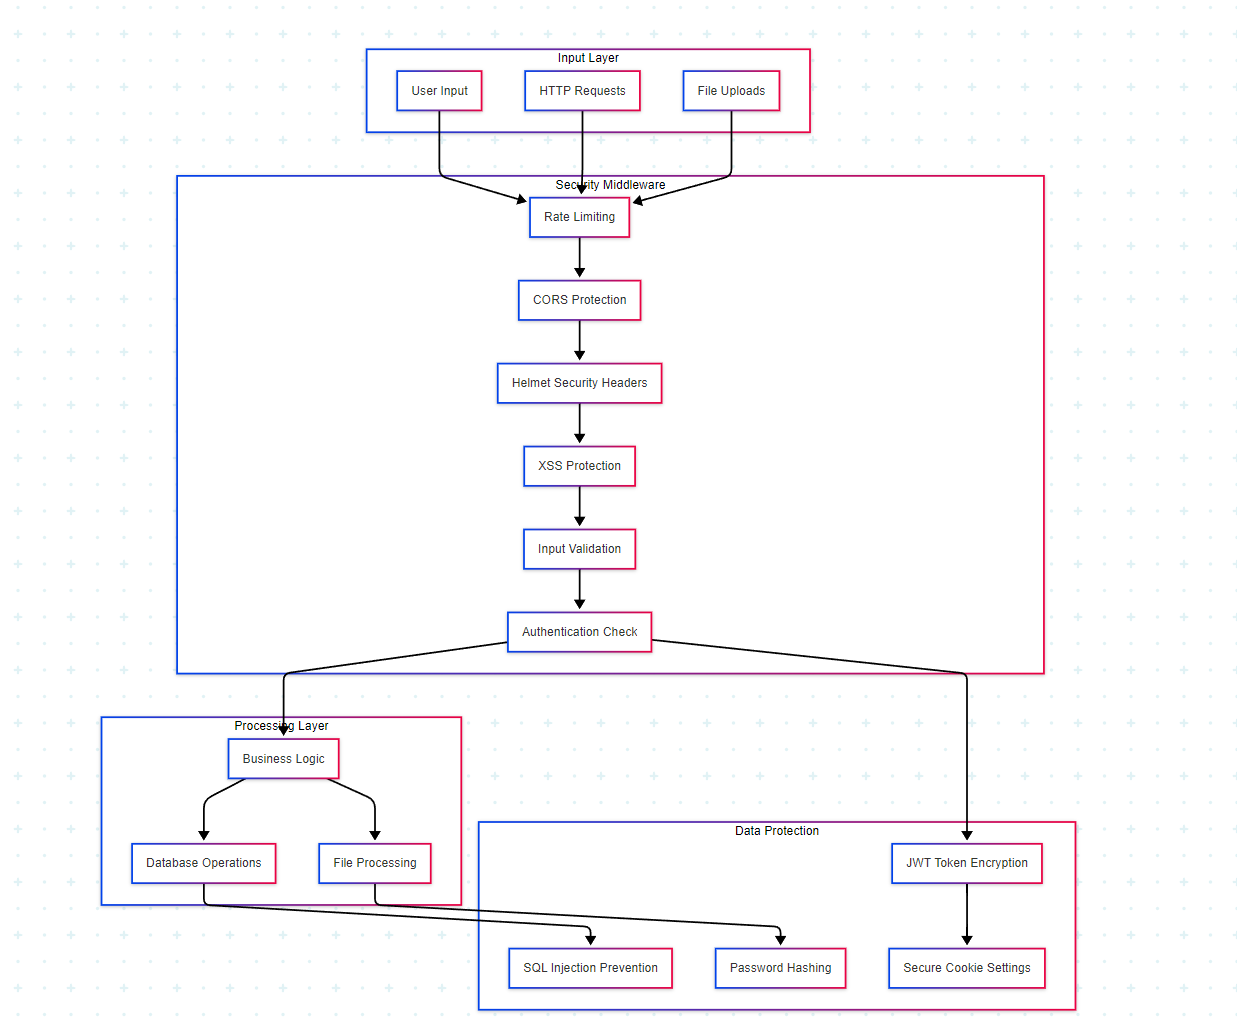 Input Layer
User Input
HTTP Requests
File Uploads
Security Middleware
Rate Limiting
CORS Protection
Helmet Security Headers
XSS Protection
Input Validation
Authentication Check
Processing Layer
Business Logic
Database Operations
File Processing
Data Protection
JWT Token Encryption
SQL Injection Prevention
Password Hashing
Secure Cookie Settings